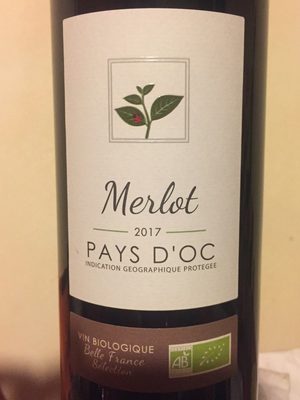 Merlot
2017
PAYS D'OC
INDICATION GEOGRAPHIQUE PROTEGEE
VIN BIOLOGIQUE
Belle France
Sélection
AB